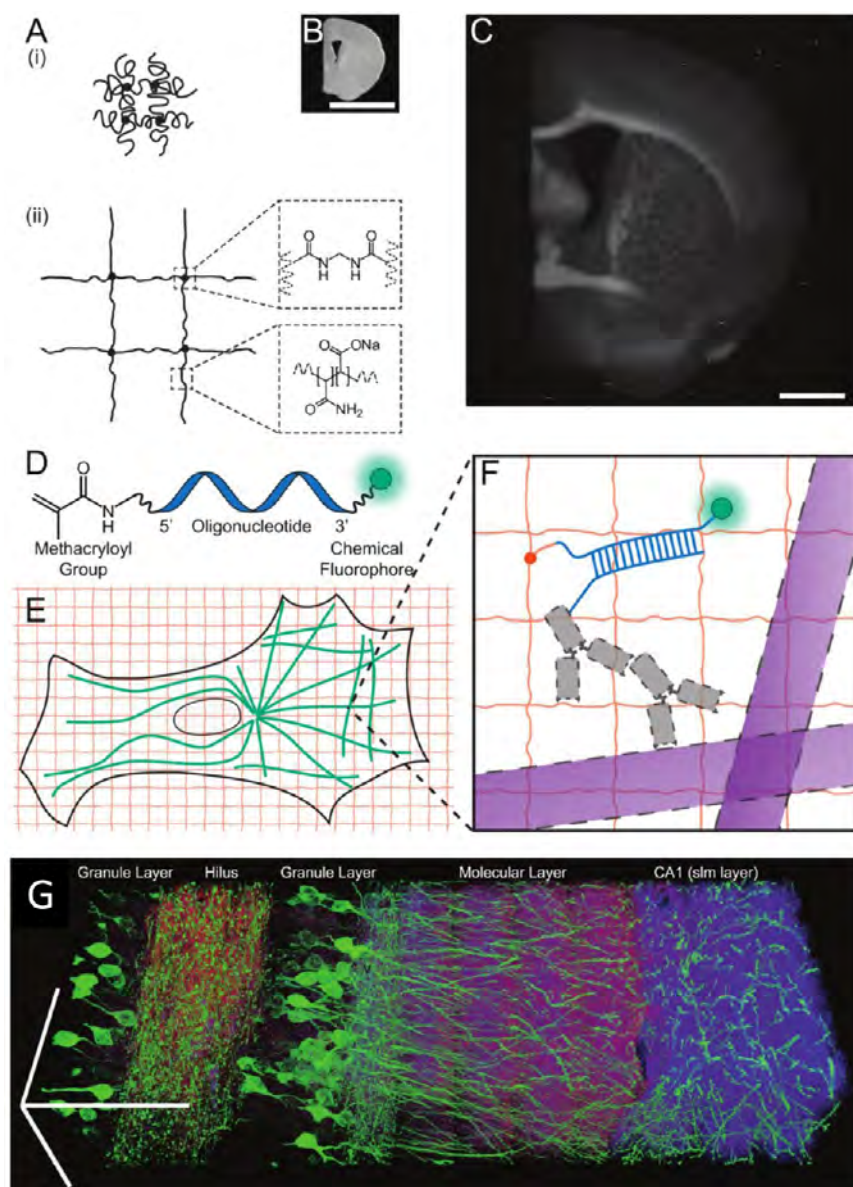 A
(i)
B
C
(ii)
O
O
N
H
N
H
O
ONa
O
NH2
D
O
N
H
5'
Oligonucleotide
3'
Methacryloyl
Group
Chemical
Fluorophore
E
F
G
Granule Layer
Hilus
Granule Layer
Molecular Layer
CA1 (slm layer)